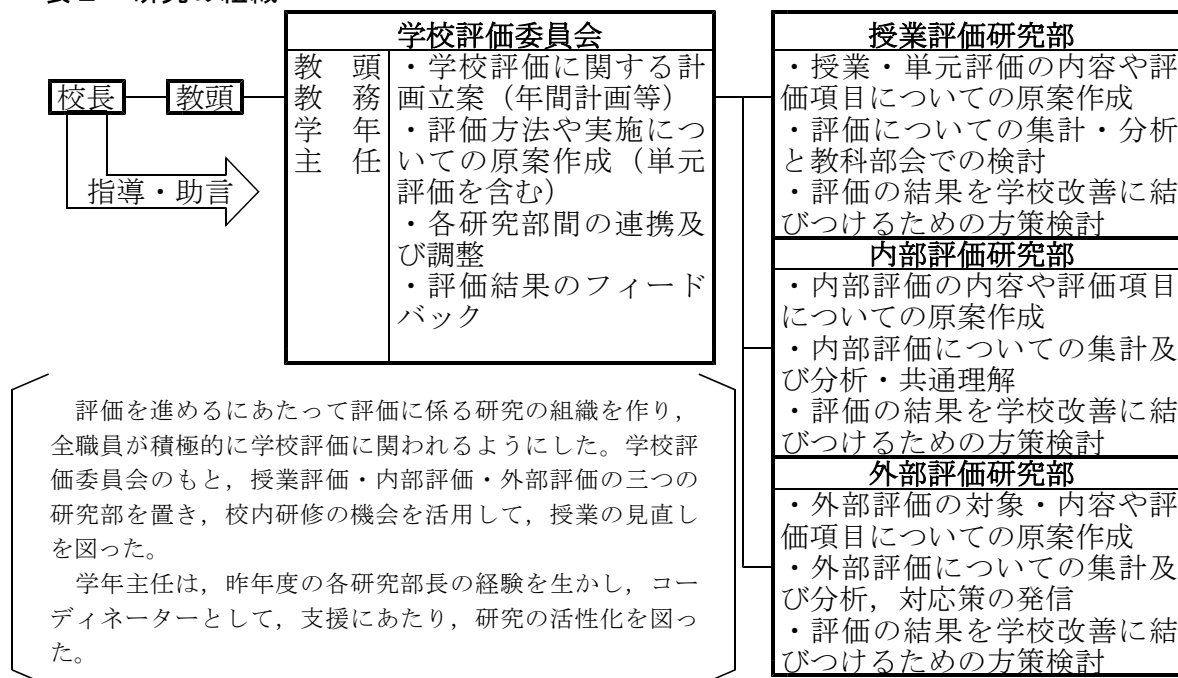 校長
教頭
指導・助言
学校評価委員会
教頭
教務
学年
主任
・学校評価に関する計
画立案（年間計画等）
・評価方法や実施につ
いての原案作成（単元
評価を含む）
・各研究部間の連携及
び調整
・評価結果のフィード
バック
授業評価研究部
・授業・単元評価の内容や評
価項目についての原案作成
・評価についての集計・分析
と教科部会での検討
・評価の結果を学校改善に結
びつけるための方策検討
内部評価研究部
・内部評価の内容や評価項目
についての原案作成
・内部評価についての集計及
び分析・共通理解
・評価の結果を学校改善に結
びつけるための方策検討
外部評価研究部
・外部評価の対象・内容や評
価項目についての原案作成
・外部評価についての集計及
び分析，対応策の発信
・評価の結果を学校改善に結
びつけるための方策検討
評価を進めるにあたって評価に係る研究の組織を作り，
全職員が積極的に学校評価に関われるようにした。学校評
価委員会のもと，授業評価・内部評価・外部評価の三つの
研究部を置き，校内研修の機会を活用して，授業の見直し
を図った。
学年主任は，昨年度の各研究部長の経験を生かし，コー
ディネーターとして，支援にあたり，研究の活性化を図っ
た。